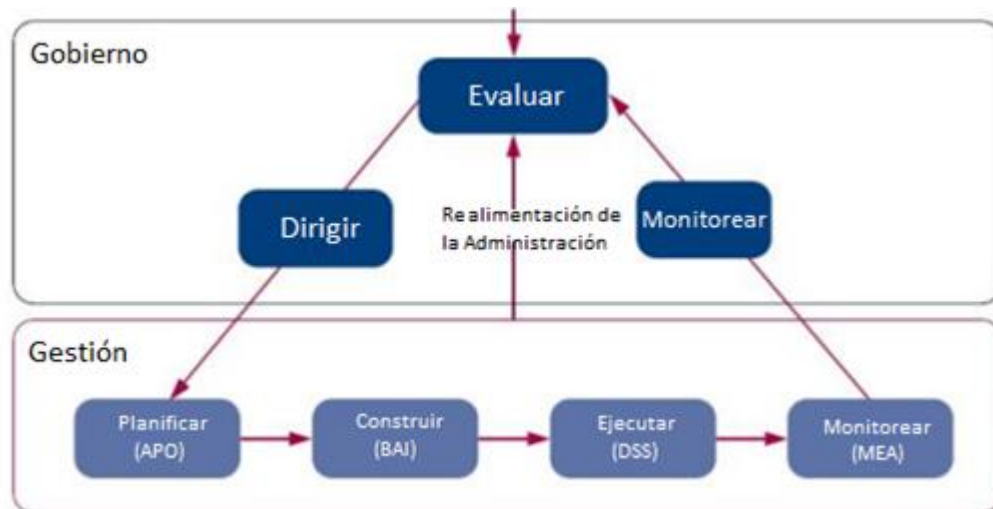 Gobierno
Evaluar
Dirigir
Realimentación de
la Administración
Monitorear
Gestión
Planificar
(APO)
Construir
(BAI)
Ejecutar
(DSS)
Monitorear
(MEA)